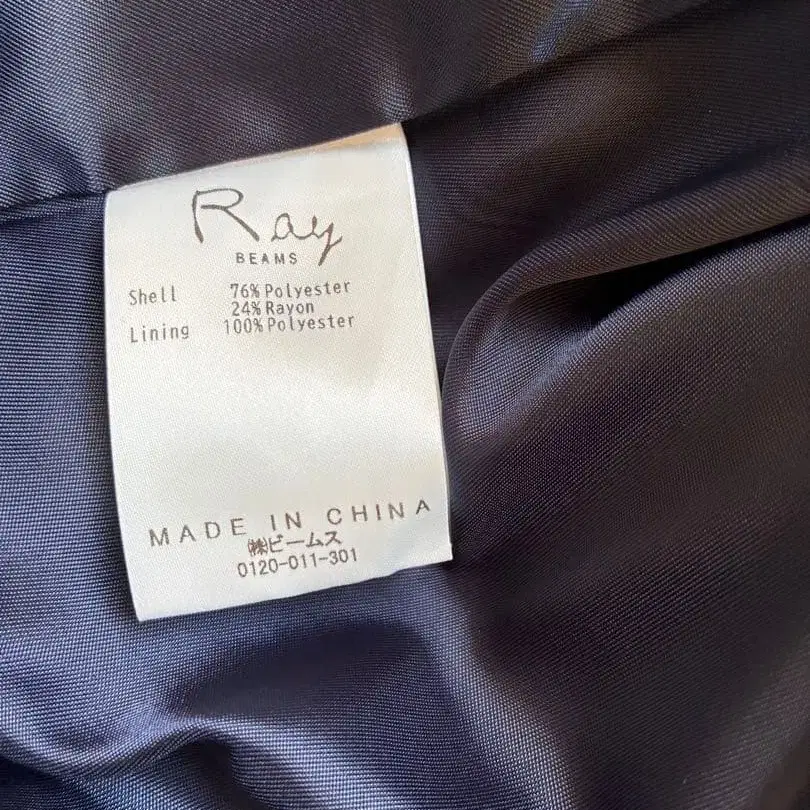 Ray
BEAMS
Shell 76% Polyester
24% Rayon
Lining 100% Polyester
MADE IN CHINA
㈱ビームス
0120-011-301